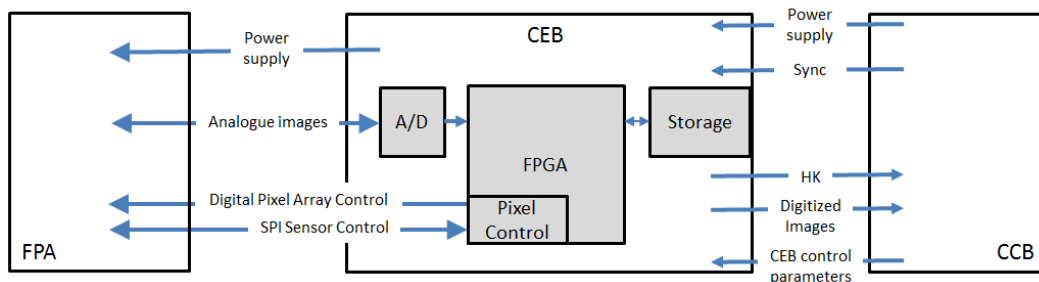 Power
supply
Analogue images
Digital Pixel Array Control
SPI Sensor Control
FPA
CEB
A/D
FPGA
Pixel
Control
Storage
Power
supply
Sync
HK
Digitized
Images
CEB control
parameters
CCB